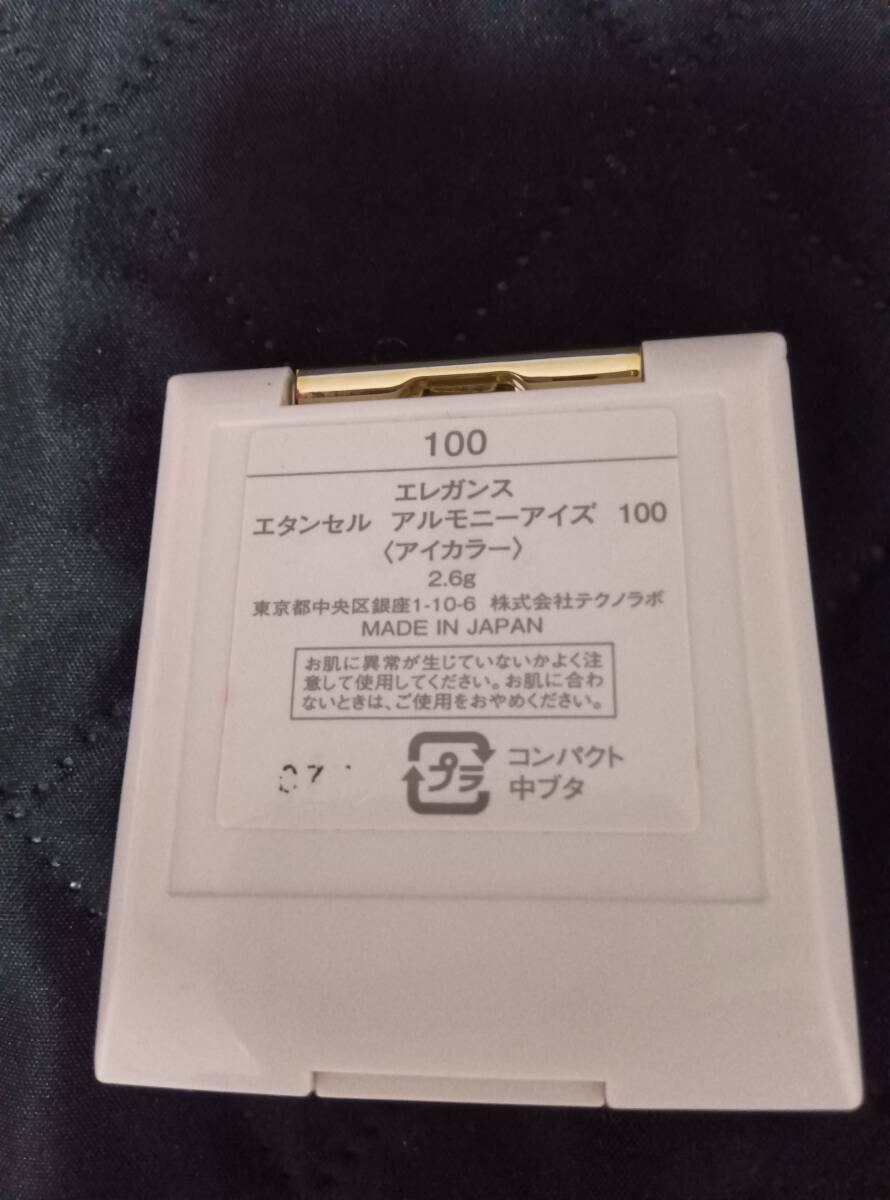 100
エレガンス
エタンセル アルモニーアイズ 100
〈アイカラー〉
2.6g
東京都中央区銀座1-10-6 株式会社テクノラボ
MADE IN JAPAN
お肌に異常が生じていないかよく注
意して使用してください。お肌に合わ
ないときは、ご使用をおやめください。
プラ
コンパクト
中ブタ